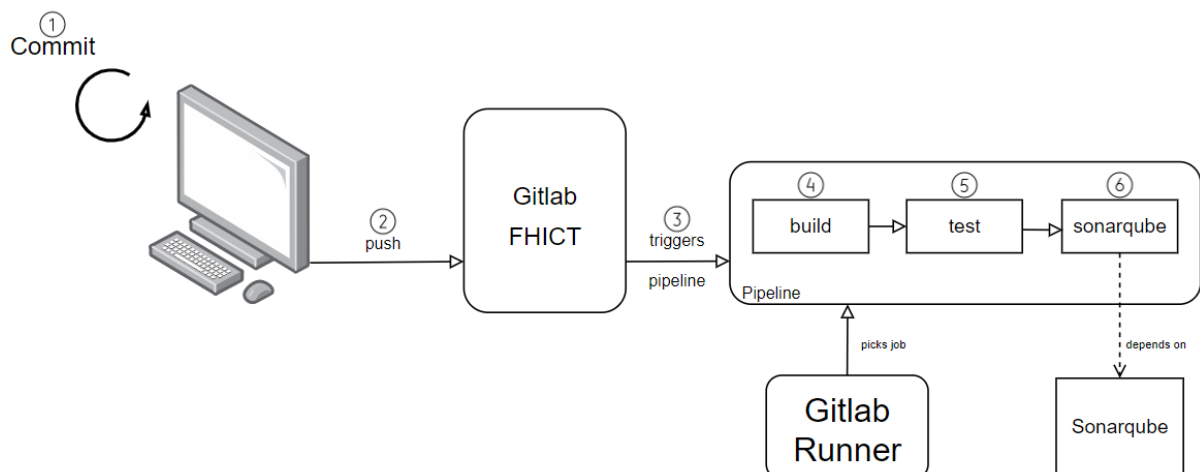 1
Commit
2
push
Gitlab
FHICT
3
triggers
pipeline
4
build
5
test
6
sonarqube
Pipeline
picks job
depends on
Gitlab
Runner
Sonarqube